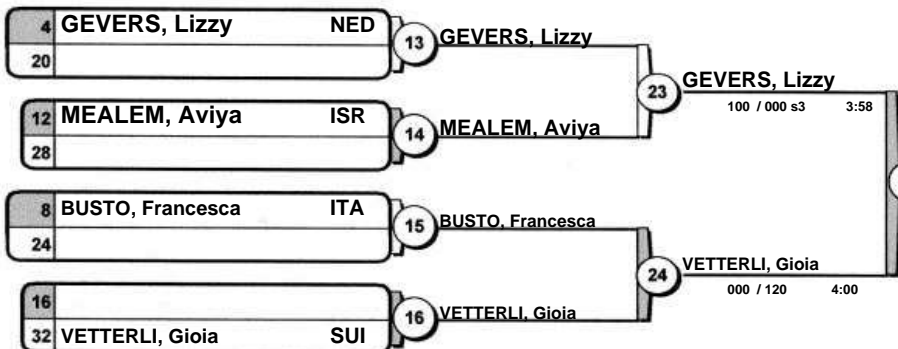 4 GEVERS, Lizzy NED
20
13 GEVERS, Lizzy
12 MEALEM, Aviya ISR
28
14 MEALEM, Aviya
23 GEVERS, Lizzy
100 / 000 s3 3:58
8 BUSTO, Francesca ITA
24
15 BUSTO, Francesca
16
32 VETTERLI, Gioia SUI
16 VETTERLI, Gioia
24 VETTERLI, Gioia
000 / 120 4:00